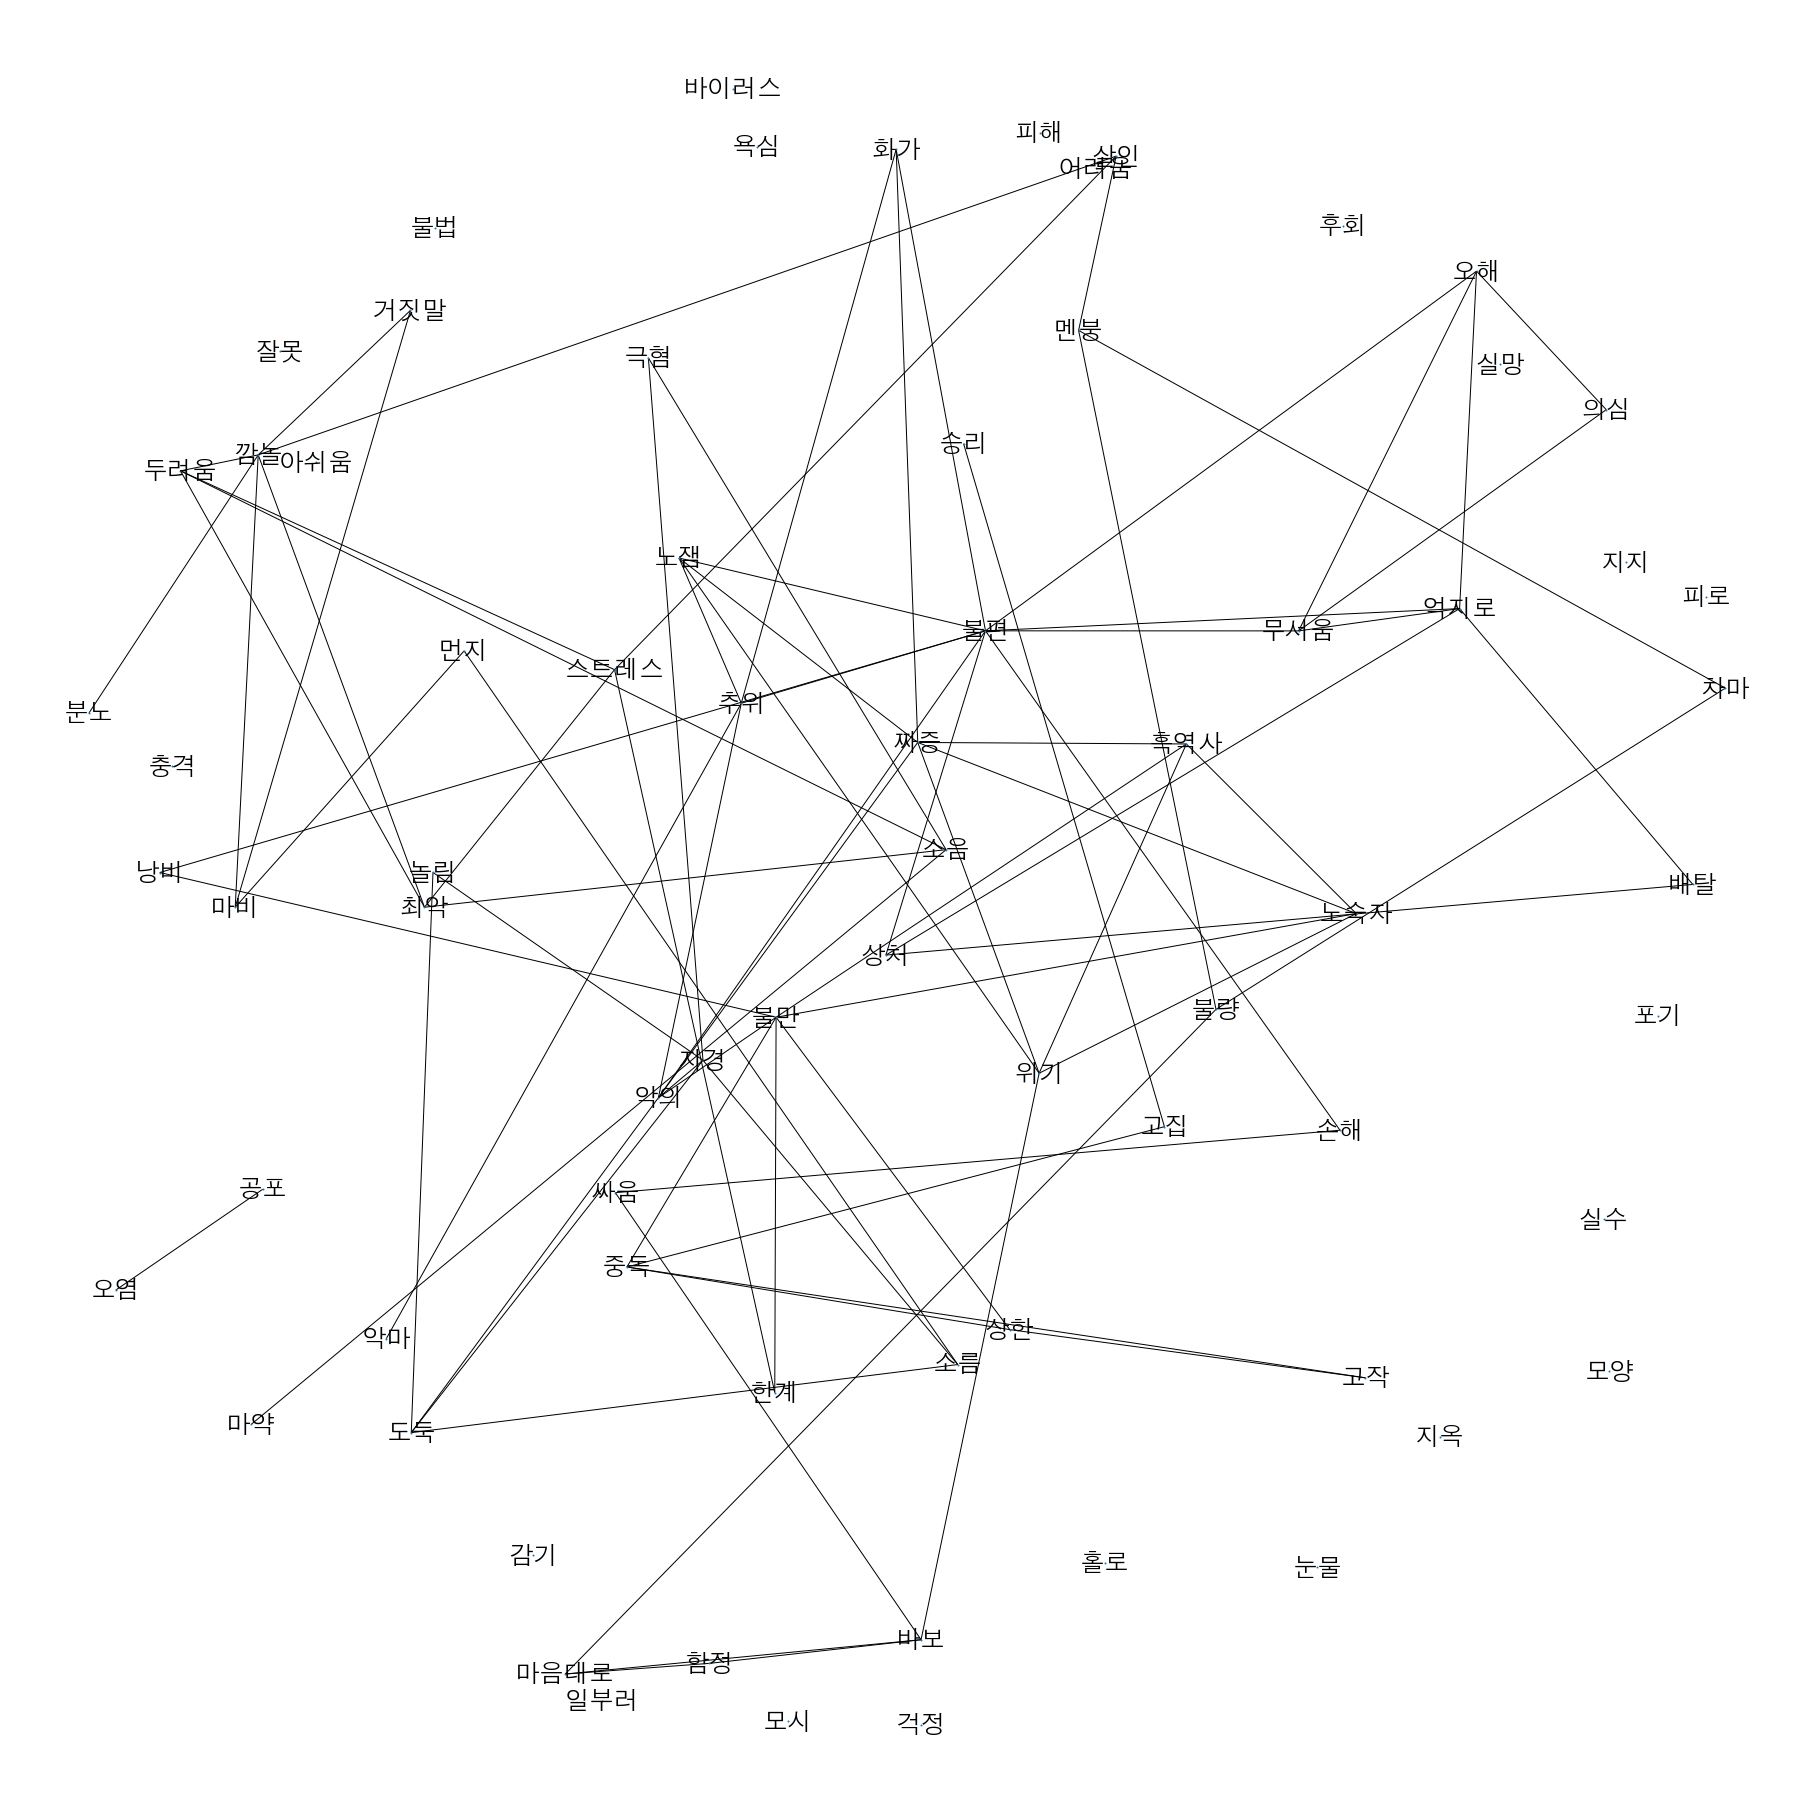 바이러스
피해
욕심
화가
살인
어려움
후회
불법
오해
거짓말
멘붕
잘못
극혐
실망
의심
승리
깜놀
아쉬움
두려움
노잼
지지
피로
억지로
불편
무서움
먼지
스트레스
차마
추위
분노
짜증
흑역사
충격
소음
낭비
놀림
배탈
마비
최악
노숙자
상처
불량
포기
불만
지경
위기
악의
고집
손해
공포
싸움
실수
중독
오염
상한
악마
소름
모양
고작
한계
마약
도둑
지옥
감기
홀로
눈물
바보
함정
마음대로
일부러
모시
걱정